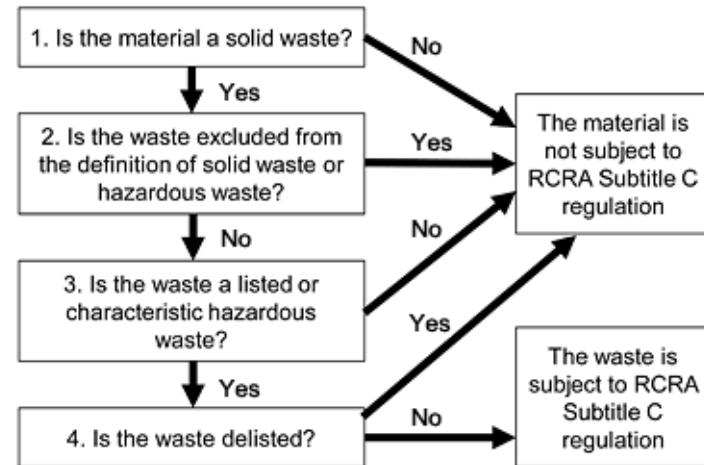 1. Is the material a solid waste?
No
Yes
2. Is the waste excluded from
the definition of solid waste or
hazardous waste?
Yes
The material is
not subject to
RCRA Subtitle C
regulation
No
3. Is the waste a listed or
characteristic hazardous
waste?
No
Yes
Yes
4. Is the waste delisted?
No
The waste is
subject to RCRA
Subtitle C
regulation